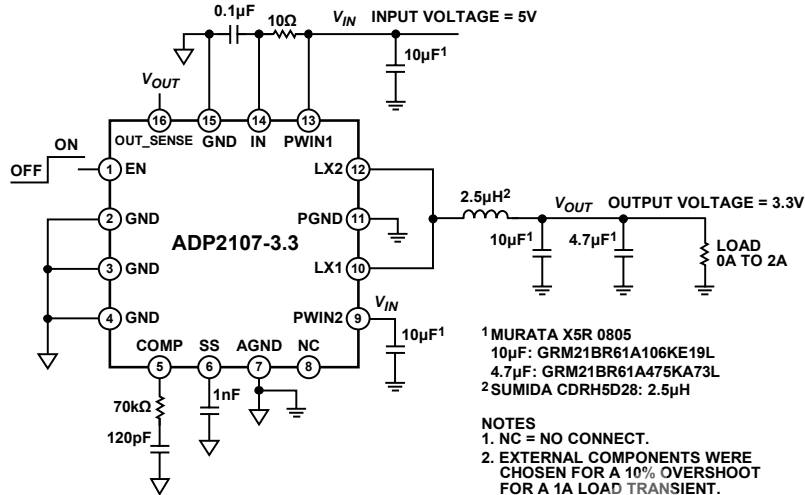 0.1µF
10Ω
VIN INPUT VOLTAGE = 5V
10µF1
VOUT
16
15
14
13
OUT_SENSE
GND
IN
PWIN1
ON
OFF
1
EN
2
GND
3
GND
4
GND
ADP2107-3.3
LX2
12
PGND
11
LX1
10
PWIN2
9
VIN
10µF1
2.5µH2
VOUT OUTPUT VOLTAGE = 3.3V
10µF1
4.7µF1
LOAD
0A TO 2A
COMP
SS
AGND
NC
5
6
7
8
70kΩ
120pF
1nF
1 MURATA X5R 0805
10µF: GRM21BR61A106KE19L
4.7µF: GRM21BR61A475KA73L
2 SUMIDA CDRH5D28: 2.5µH
NOTES
1. NC = NO CONNECT.
2. EXTERNAL COMPONENTS WERE
CHOSEN FOR A 10% OVERSHOOT
FOR A 1A LOAD TRANSIENT.